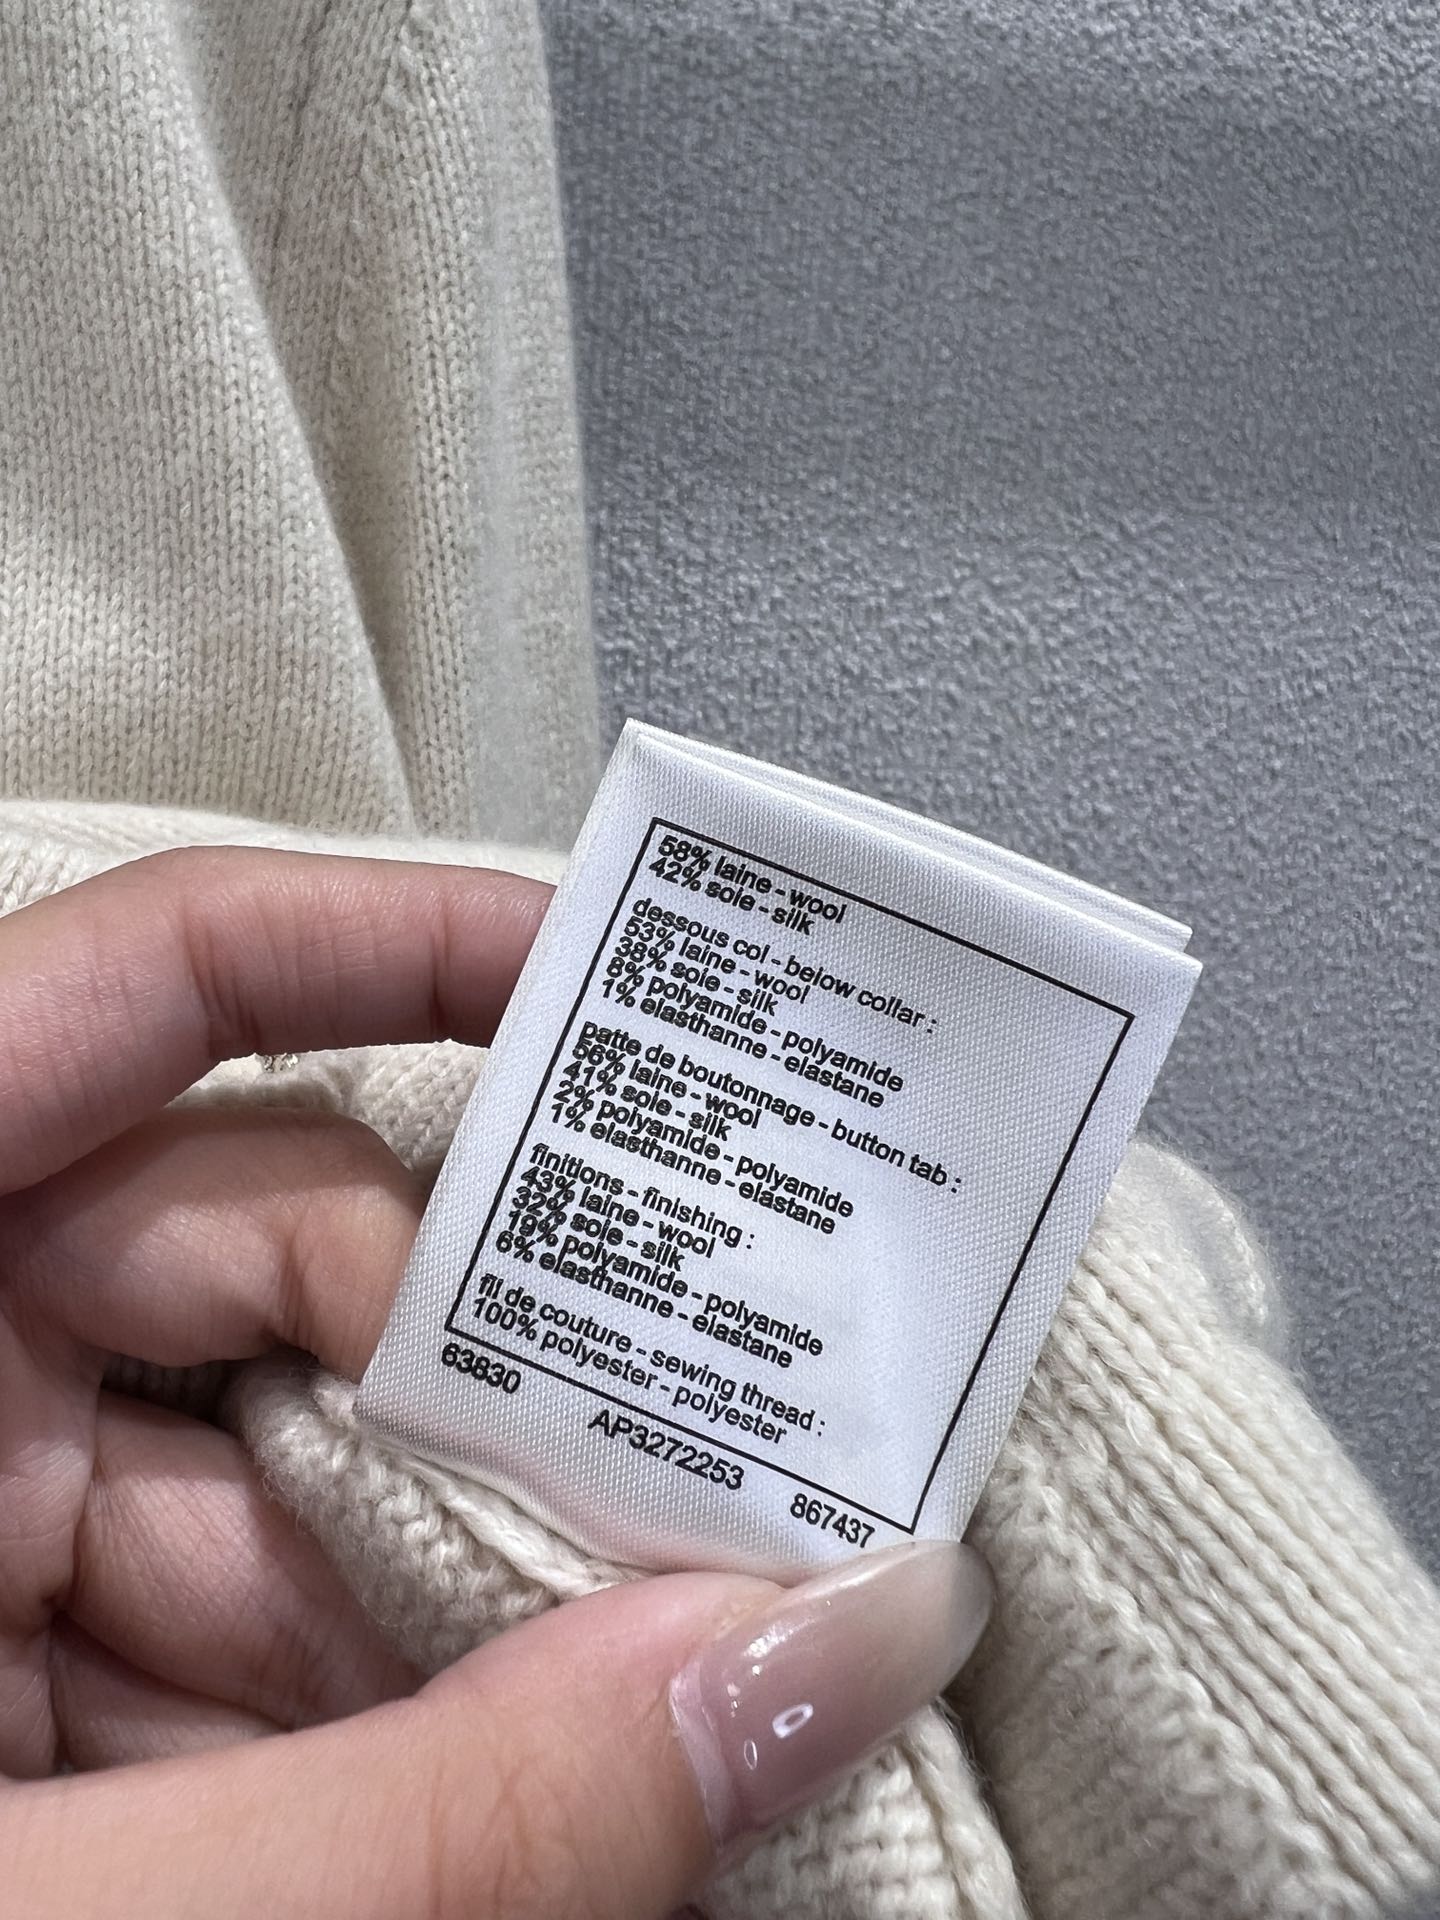 58% laine - wool
42% soie - silk
dessous col - below collar :
53% laine - wool
38% soie - silk
8% polyamide - polyamide
1% elasthanne - elastane
patte de boutonnage - button tab :
56% laine - wool
41% soie - silk
2% polyamide - polyamide
1% elasthanne - elastane
finitions - finishing :
43% laine - wool
32% soie - silk
19% polyamide - polyamide
6% elasthanne - elastane
fil de couture - sewing thread :
100% polyester - polyester
63830 AP3272253 867437